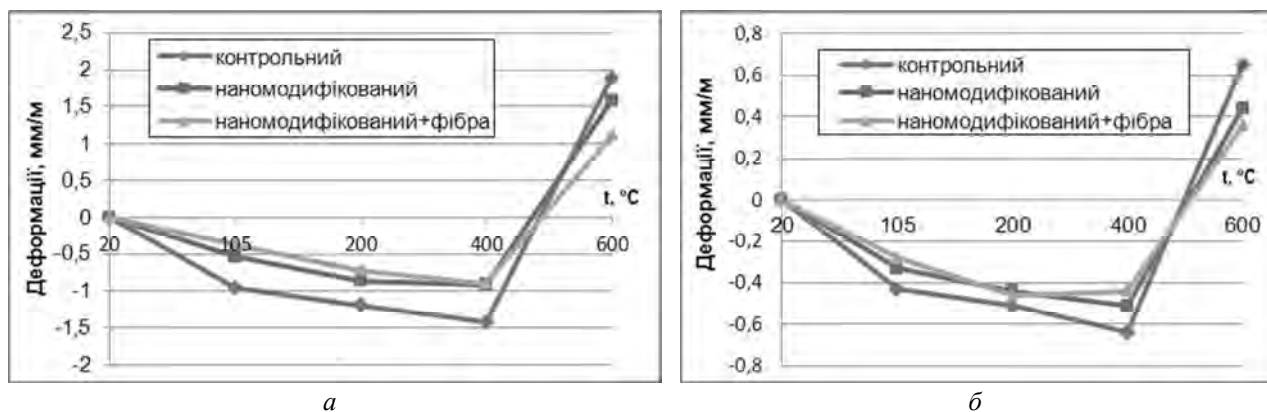 Деформації, мм/м
2,5
2
1,5
1
0,5
0
-0,5
-1
-1,5
-2
контрольний
наномодифікований
наномодифікований+фібра
t, °C
20 105 200 400 600
а
Деформації, мм/м
0,8
0,6
0,4
0,2
0
-0,2
-0,4
-0,6
-0,8
контрольний
наномодифікований
наномодифікований+фібра
t, °C
20 105 200 400 600
б